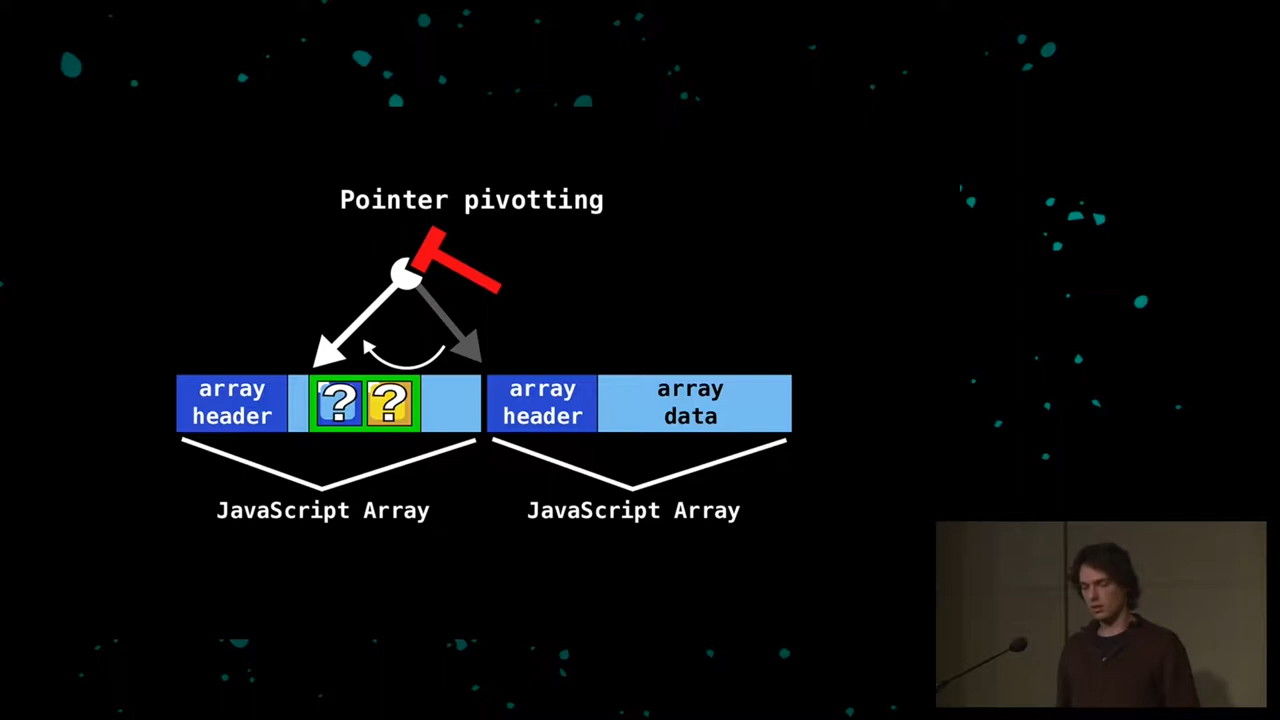 Pointer pivotting
array
header
? ?
array
header
array
data
JavaScript Array
JavaScript Array